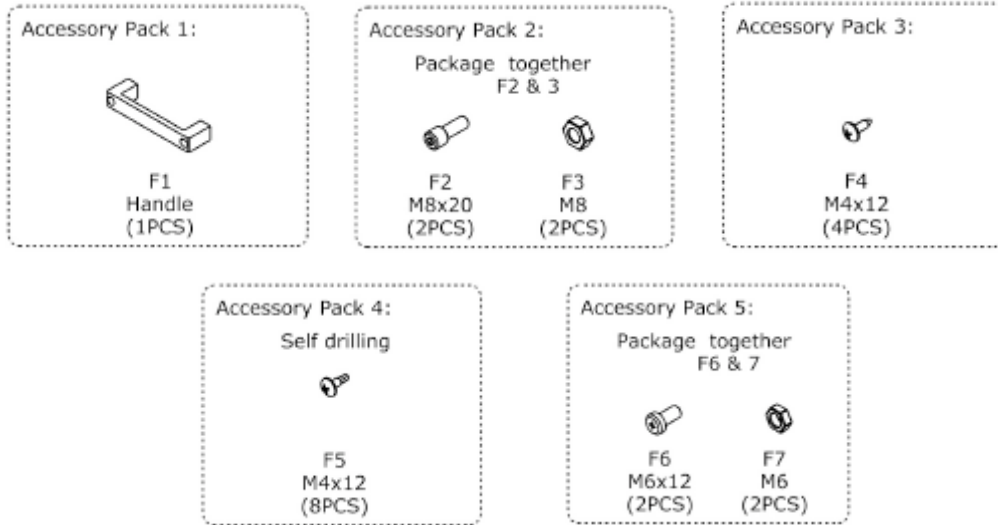 Accessory Pack 1:
F1
Handle
(1PCS)
Accessory Pack 2:
Package together
F2 & 3
F2
M8x20
(2PCS)
F3
M8
(2PCS)
Accessory Pack 3:
F4
M4x12
(4PCS)
Accessory Pack 4:
Self drilling
F5
M4x12
(8PCS)
Accessory Pack 5:
Package together
F6 & 7
F6
M6x12
(2PCS)
F7
M6
(2PCS)